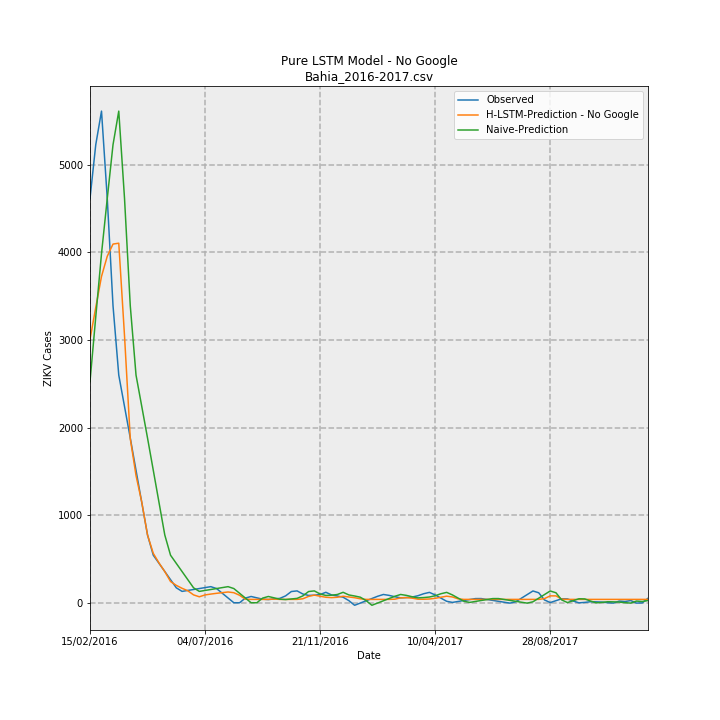 Pure LSTM Model - No Google
Bahia_2016-2017.csv
Observed
H-LSTM-Prediction - No Google
Naive-Prediction
ZIKV Cases
5000
4000
3000
2000
1000
0
15/02/2016
04/07/2016
21/11/2016
10/04/2017
28/08/2017
Date